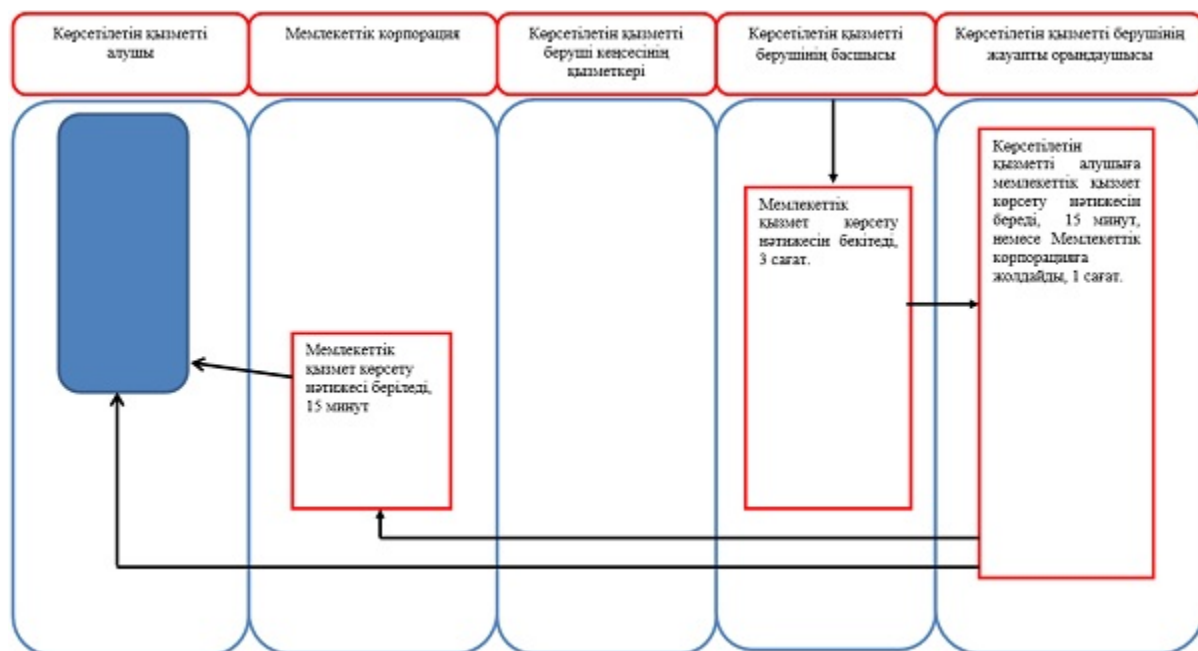 Көрсетілетін қызметті
алушы
Мемлекеттік корпорация
Көрсетілетін қызметті
беруші кеңсесінің
қызметкері
Көрсетілетін қызметті
берушінің басшысы
Көрсетілетін қызметті берушінің
жауапты орындаушысы
Мемлекеттік
қызмет көрсету
нәтижесі беріледі,
15 минут
Мемлекеттік
қызмет көрсету
нәтижесін бекітеді,
3 сағат.
Көрсетілетін
қызметті алушыға
мемлекеттік қызмет
көрсету нәтижесін
береді, 15 минут,
немесе Мемлекеттік
корпорацияға
жолдайды, 1 сағат.